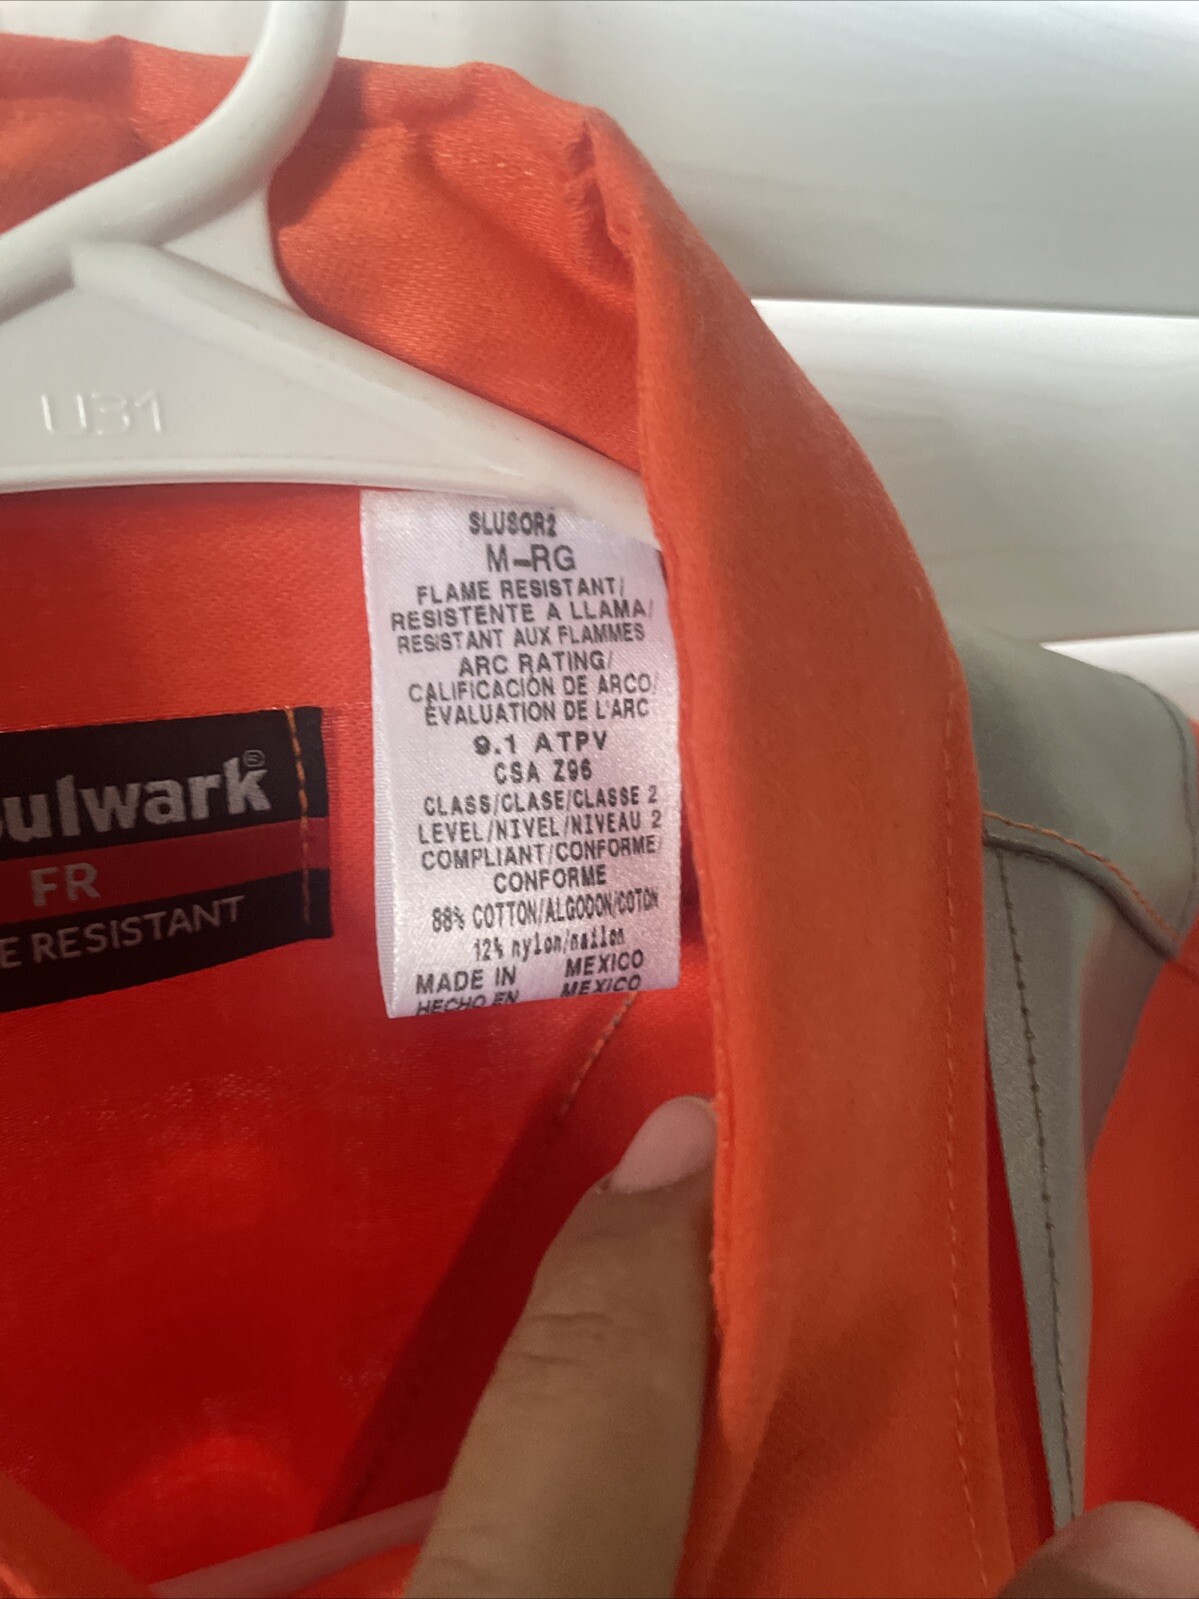 U31
SLUSOR2
M-RG
FLAME RESISTANT/
RESISTENTE A LLAMA/
RESISTANT AUX FLAMMES
ARC RATING/
CALIFICACIÓN DE ARCO/
ÉVALUATION DE L'ARC
9.1 ATPV
CSA Z96
CLASS/CLASE/CLASSE 2
LEVEL/NIVEL/NIVEAU 2
COMPLIANT/CONFORME/
CONFORME
88% COTTON/ALGODON/COTON
12% nylon/nailon
MADE IN MEXICO
HECHO EN MEXICO
ulwark®
FR
E RESISTANT